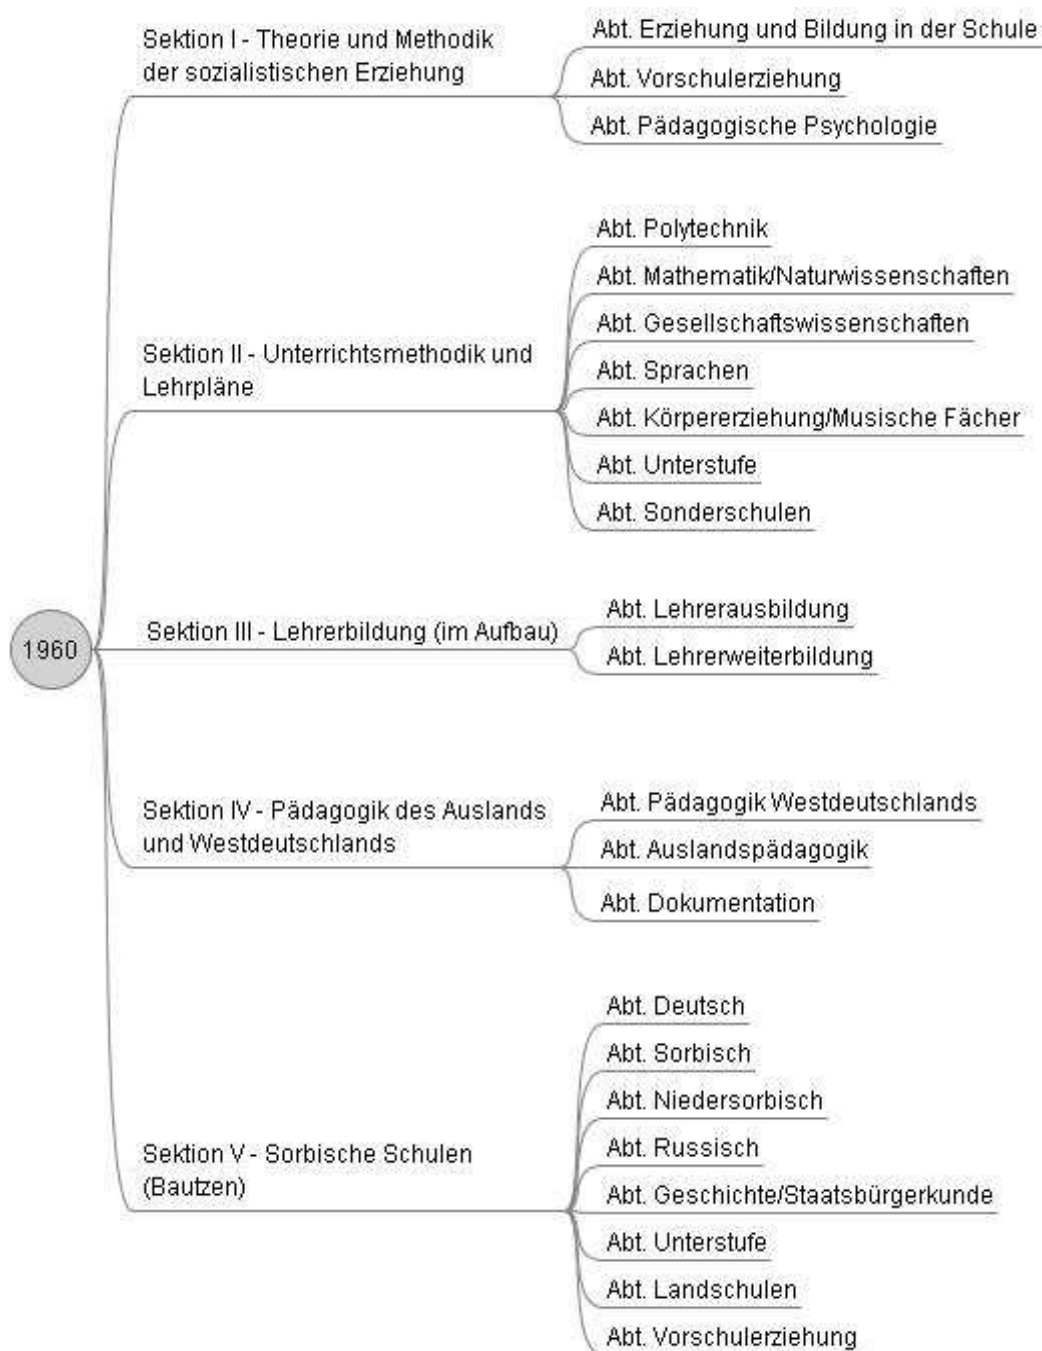 1960
Sektion I - Theorie und Methodik
der sozialistischen Erziehung
Abt. Erziehung und Bildung in der Schule
Abt. Vorschulerziehung
Abt. Pädagogische Psychologie
Sektion II - Unterrichtsmethodik und
Lehrpläne
Abt. Polytechnik
Abt. Mathematik/Naturwissenschaften
Abt. Gesellschaftswissenschaften
Abt. Sprachen
Abt. Körpererziehung/Musische Fächer
Abt. Unterstufe
Abt. Sonderschulen
Sektion III - Lehrerbildung (im Aufbau)
Abt. Lehrerausbildung
Abt. Lehrerweiterbildung
Sektion IV - Pädagogik des Auslands
und Westdeutschlands
Abt. Pädagogik Westdeutschlands
Abt. Auslandspädagogik
Abt. Dokumentation
Sektion V - Sorbische Schulen
(Bautzen)
Abt. Deutsch
Abt. Sorbisch
Abt. Niedersorbisch
Abt. Russisch
Abt. Geschichte/Staatsbürgerkunde
Abt. Unterstufe
Abt. Landschulen
Abt. Vorschulerziehung